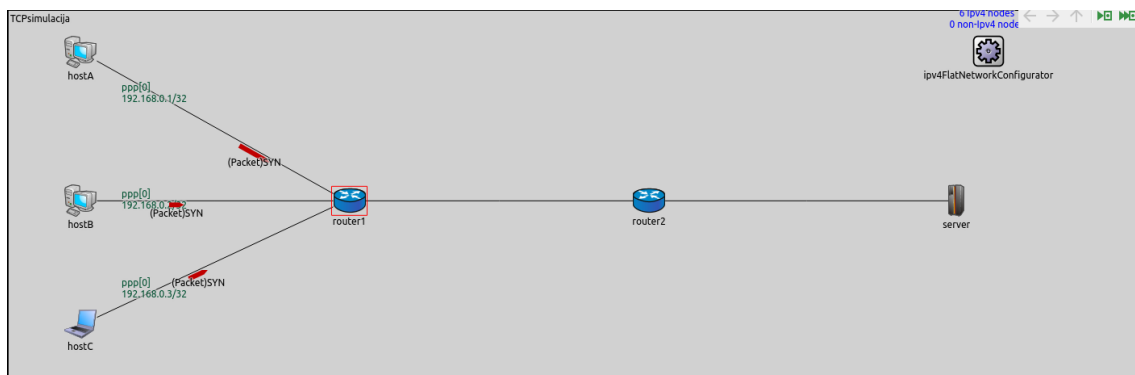 TCPsimulacija
6 ipv4 nodes
0 non-ipv4 node
hostA
ipv4FlatNetworkConfigurator
ppp[0]
192.168.0.1/32
(Packet)SYN
ppp[0]
(Packet)SYN
hostB
router1
router2
server
ppp[0]
(Packet)SYN
192.168.0.3/32
hostC